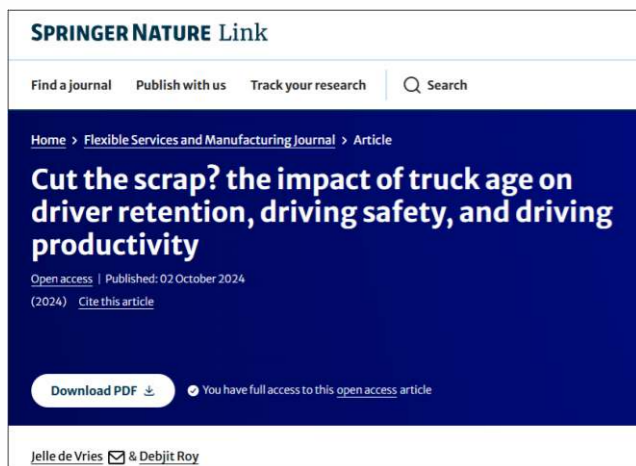 SPRINGER NATURE Link
Find a journal Publish with us Track your research Search
Home > Flexible Services and Manufacturing Journal > Article
Cut the scrap? the impact of truck age on
driver retention, driving safety, and driving
productivity
Open access | Published: 02 October 2024
(2024) Cite this article
Download PDF You have full access to this open access article
Jelle de Vries & Debjit Roy